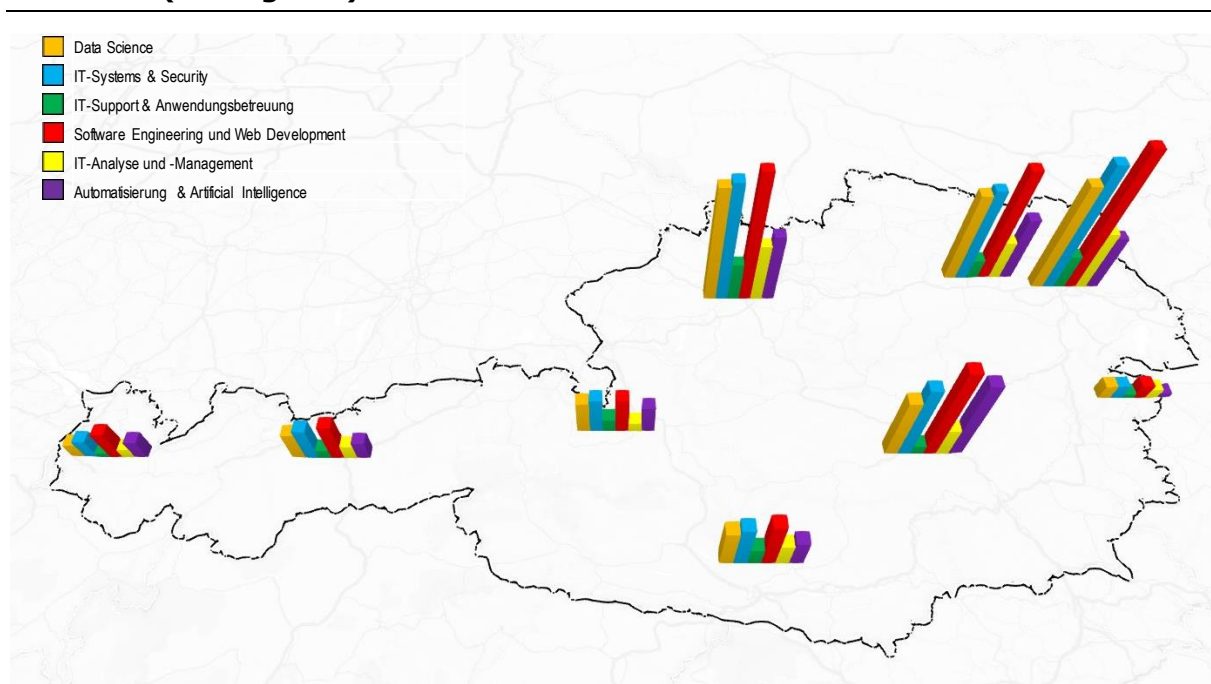 Data Science
IT-Systems & Security
IT-Support & Anwendungsbetreuung
Software Engineering und Web Development
IT-Analyse und -Management
Automatisierung & Artificial Intelligence